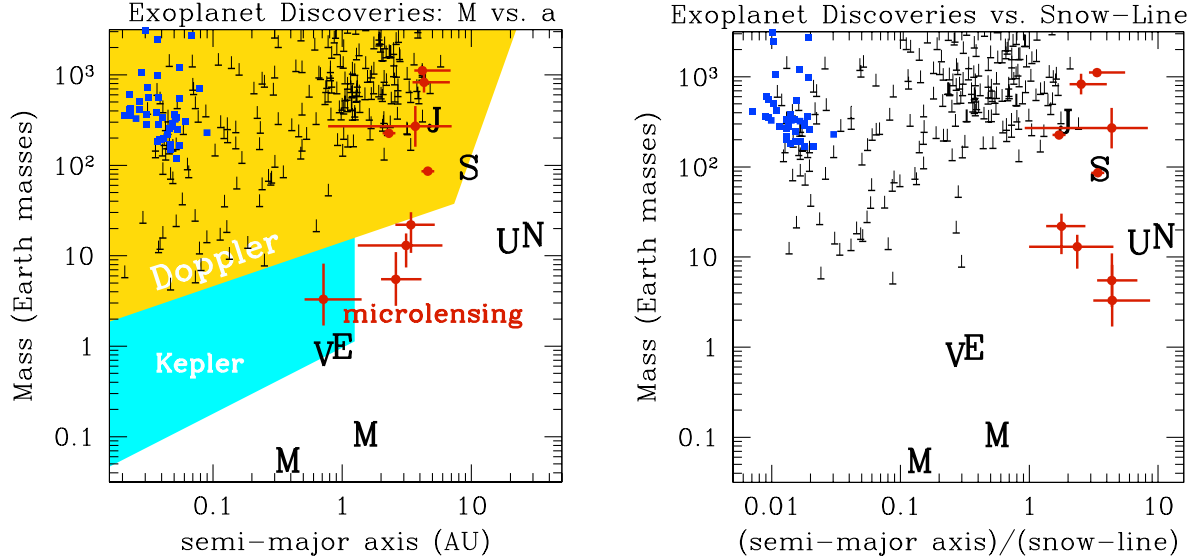 Exoplanet Discoveries: M vs. a
Mass (Earth masses)
10³
10²
10
1
0.1
Doppler
Kepler
microlensing
J
S
U N
V E
M
M
0.1 1 10
semi-major axis (AU)
Exoplanet Discoveries vs. Snow-Line
Mass (Earth masses)
10³
10²
10
1
0.1
J
S
U N
V E
M
M
0.01 0.1 1 10
(semi-major axis)/(snow-line)